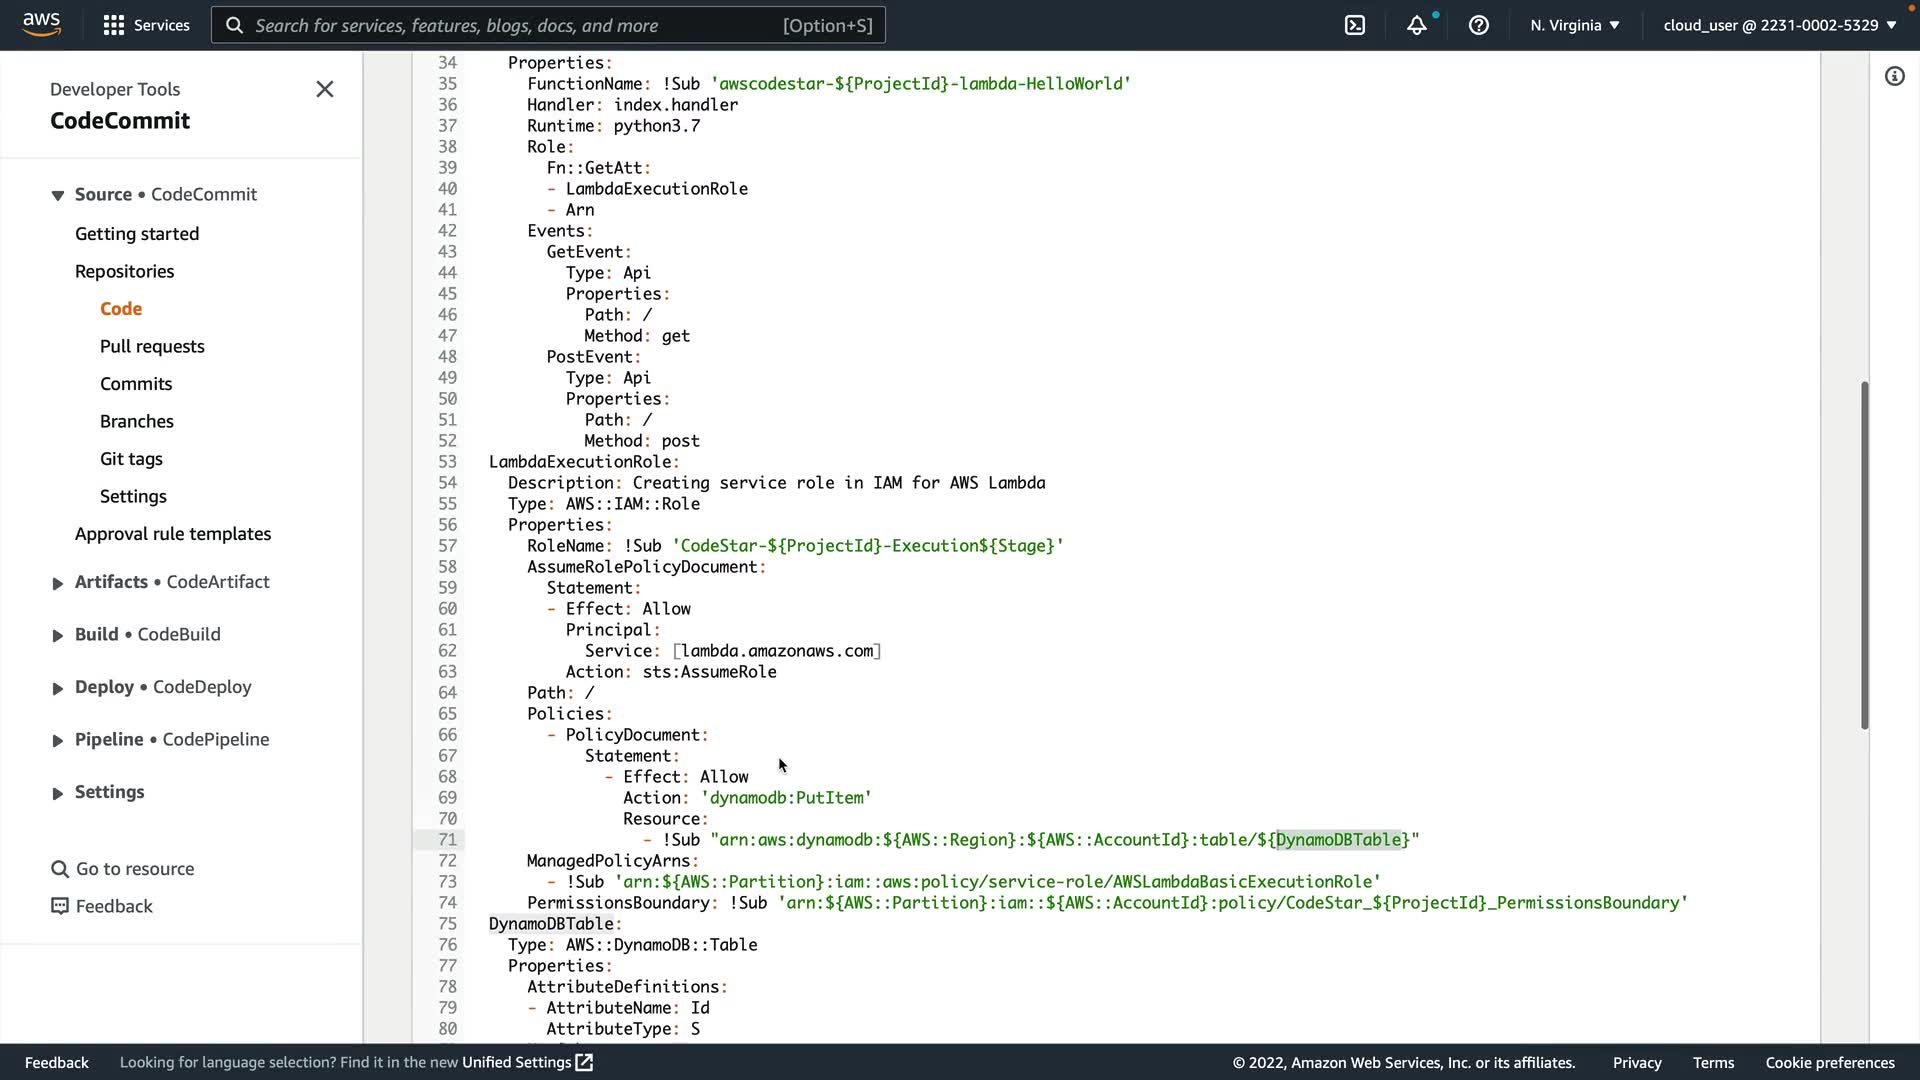 aws
Services
Search for services, features, blogs, docs, and more [Option+S]
N. Virginia
cloud_user @ 2231-0002-5329
Developer Tools
CodeCommit
Source • CodeCommit
Getting started
Repositories
Code
Pull requests
Commits
Branches
Git tags
Settings
Approval rule templates
Artifacts • CodeArtifact
Build • CodeBuild
Deploy • CodeDeploy
Pipeline • CodePipeline
Settings
Go to resource
Feedback
34 Properties:
35 FunctionName: !Sub 'awscodestar-${ProjectId}-lambda-HelloWorld'
36 Handler: index.handler
37 Runtime: python3.7
38 Role:
39 Fn::GetAtt:
40 - LambdaExecutionRole
41 - Arn
42 Events:
43 GetEvent:
44 Type: Api
45 Properties:
46 Path: /
47 Method: get
48 PostEvent:
49 Type: Api
50 Properties:
51 Path: /
52 Method: post
53 LambdaExecutionRole:
54 Description: Creating service role in IAM for AWS Lambda
55 Type: AWS::IAM::Role
56 Properties:
57 RoleName: !Sub 'CodeStar-${ProjectId}-Execution${Stage}'
58 AssumeRolePolicyDocument:
59 Statement:
60 - Effect: Allow
61 Principal:
62 Service: [lambda.amazonaws.com]
63 Action: sts:AssumeRole
64 Path: /
65 Policies:
66 - PolicyDocument:
67 Statement:
68 - Effect: Allow
69 Action: 'dynamodb:PutItem'
70 Resource:
71 - !Sub "arn:aws:dynamodb:${AWS::Region}:${AWS::AccountId}:table/${DynamoDBTable}"
72 ManagedPolicyArns:
73 - !Sub 'arn:${AWS::Partition}:iam::aws:policy/service-role/AWSLambdaBasicExecutionRole'
74 PermissionsBoundary: !Sub 'arn:${AWS::Partition}:iam::${AWS::AccountId}:policy/CodeStar_${ProjectId}_PermissionsBoundary'
75 DynamoDBTable:
76 Type: AWS::DynamoDB::Table
77 Properties:
78 AttributeDefinitions:
79 - AttributeName: Id
80 AttributeType: S
Feedback
Looking for language selection? Find it in the new Unified Settings
© 2022, Amazon Web Services, Inc. or its affiliates.
Privacy
Terms
Cookie preferences